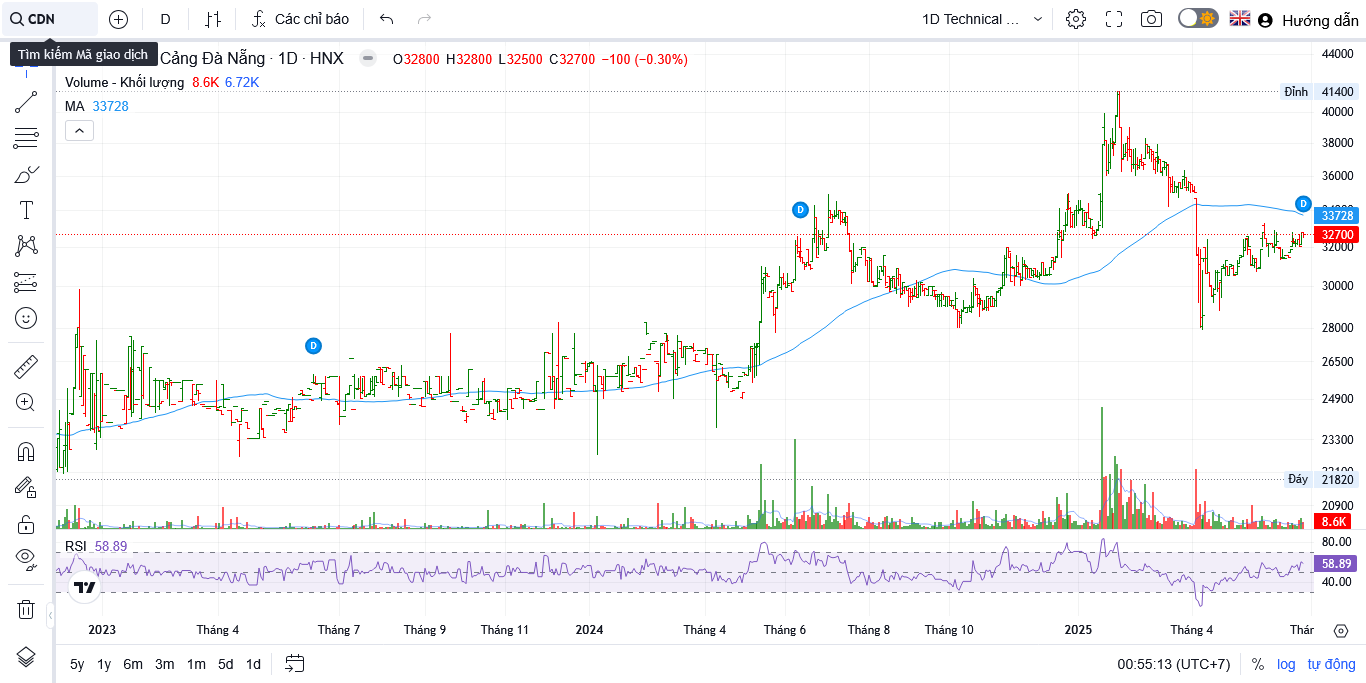 CDN
D
Các chỉ báo
1D Technical ...
Hướng dẫn
Tìm kiếm Mã giao dịch
Cảng Đà Nẵng · 1D · HNX
O32800 H32800 L32500 C32700 −100 (−0.30%)
Volume - Khối lượng 8.6K 6.72K
MA 33728
44000
Đỉnh 41400
40000
38000
36000
D
D
D
33728
32700
32000
30000
28000
26500
24900
23300
Đáy 21820
20900
8.6K
RSI 58.89
80.00
58.89
40.00
2023 Tháng 4 Tháng 7 Tháng 9 Tháng 11 2024 Tháng 4 Tháng 6 Tháng 8 Tháng 10 2025 Tháng 4 Thár
5y 1y 6m 3m 1m 5d 1d
00:55:13 (UTC+7) % log tự động